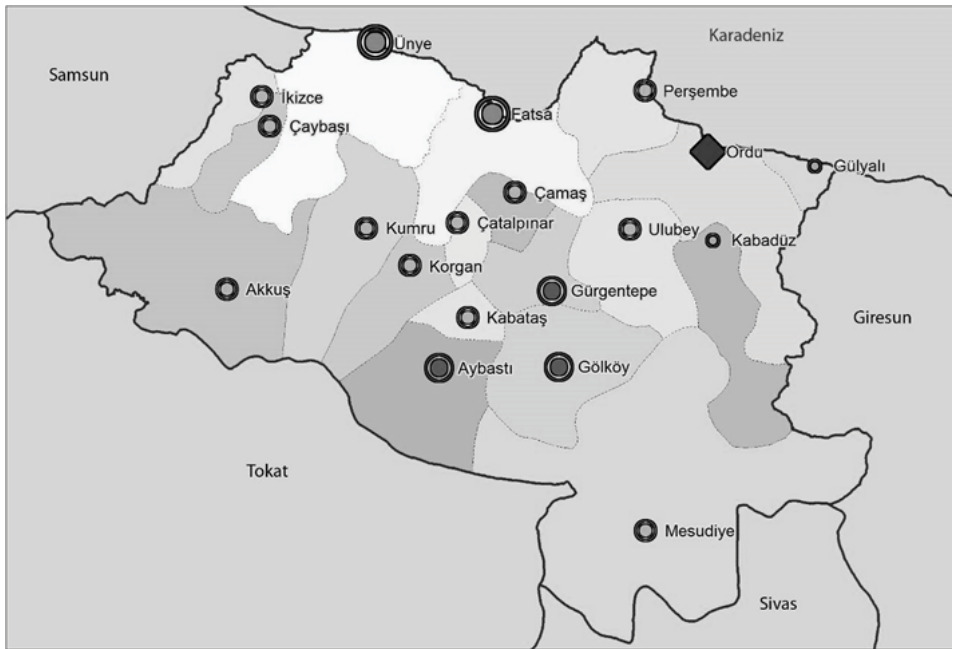 Karadeniz
Ünye
Samsun
Perşembe
İkizce
Fatsa
Çaybaşı
Ordu
Gülyalı
Çamaş
Çatalpınar
Kumru
Ulubey
Kabadüz
Korgan
Akkuş
Gürgentepe
Kabataş
Giresun
Aybastı
Gölköy
Tokat
Mesudiye
Sivas